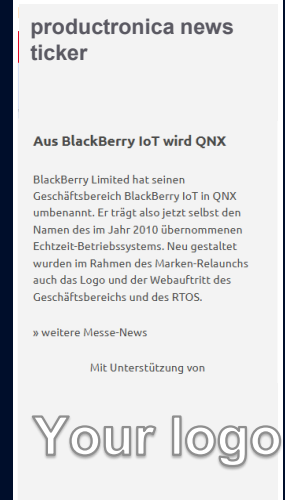 productronica news
ticker
Aus BlackBerry IoT wird QNX
BlackBerry Limited hat seinen
Geschäftsbereich BlackBerry IoT in QNX
umbenannt. Er trägt also jetzt selbst den
Namen des im Jahr 2010 übernommenen
Echtzeit-Betriebssystems. Neu gestaltet
wurden im Rahmen des Marken-Relaunchs
auch das Logo und der Webauftritt des
Geschäftsbereichs und des RTOS.
» weitere Messe-News
Mit Unterstützung von
Your logo